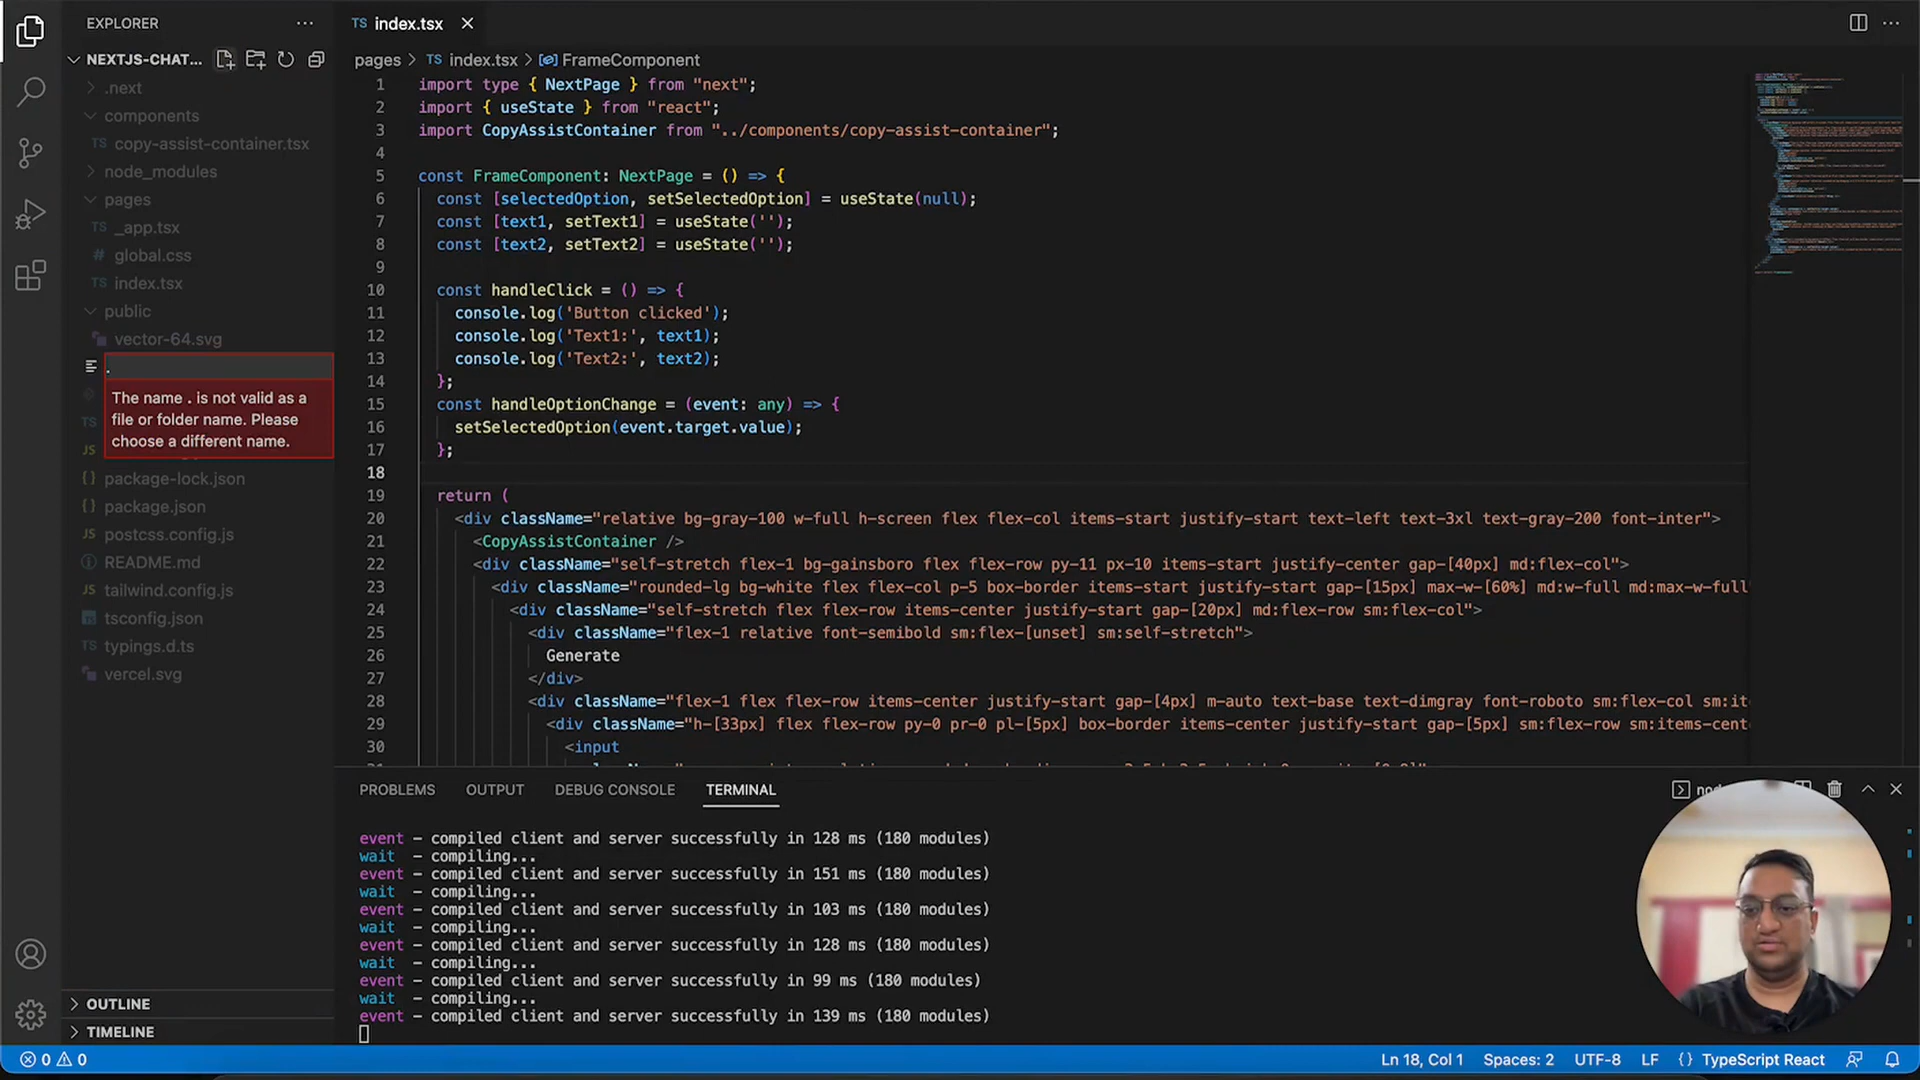 EXPLORER
NEXTJS-CHAT...
.next
components
TS copy-assist-container.tsx
node_modules
pages
TS _app.tsx
# global.css
TS index.tsx
public
vector-64.svg
.
The name . is not valid as a
file or folder name. Please
choose a different name.
TS
JS
{} package-lock.json
{} package.json
JS postcss.config.js
README.md
JS tailwind.config.js
tsconfig.json
TS typings.d.ts
vercel.svg
OUTLINE
TIMELINE
TS index.tsx
pages > TS index.tsx > FrameComponent
1 import type { NextPage } from "next";
2 import { useState } from "react";
3 import CopyAssistContainer from "../components/copy-assist-container";
4
5 const FrameComponent: NextPage = () => {
6 const [selectedOption, setSelectedOption] = useState(null);
7 const [text1, setText1] = useState('');
8 const [text2, setText2] = useState('');
9
10 const handleClick = () => {
11 console.log('Button clicked');
12 console.log('Text1:', text1);
13 console.log('Text2:', text2);
14 };
15 const handleOptionChange = (event: any) => {
16 setSelectedOption(event.target.value);
17 };
18
19 return (
20 <div className="relative bg-gray-100 w-full h-screen flex flex-col items-start justify-start text-left text-3xl text-gray-200 font-inter">
21 <CopyAssistContainer />
22 <div className="self-stretch flex-1 bg-gainsboro flex flex-row py-11 px-10 items-start justify-center gap-[40px] md:flex-col">
23 <div className="rounded-lg bg-white flex flex-col p-5 box-border items-start justify-start gap-[15px] max-w-[60%] md:w-full md:max-w-full
24 <div className="self-stretch flex flex-row items-center justify-start gap-[20px] md:flex-row sm:flex-col">
25 <div className="flex-1 relative font-semibold sm:flex-[unset] sm:self-stretch">
26 Generate
27 </div>
28 <div className="flex-1 flex flex-row items-center justify-start gap-[4px] m-auto text-base text-dimgray font-roboto sm:flex-col sm:it
29 <div className="h-[33px] flex flex-row py-0 pr-0 pl-[5px] box-border items-center justify-start gap-[5px] sm:flex-row sm:items-cent
30 <input
PROBLEMS OUTPUT DEBUG CONSOLE TERMINAL
event - compiled client and server successfully in 128 ms (180 modules)
wait - compiling...
event - compiled client and server successfully in 151 ms (180 modules)
wait - compiling...
event - compiled client and server successfully in 103 ms (180 modules)
wait - compiling...
event - compiled client and server successfully in 128 ms (180 modules)
wait - compiling...
event - compiled client and server successfully in 99 ms (180 modules)
wait - compiling...
event - compiled client and server successfully in 139 ms (180 modules)
0 0 Ln 18, Col 1 Spaces: 2 UTF-8 LF {} TypeScript React